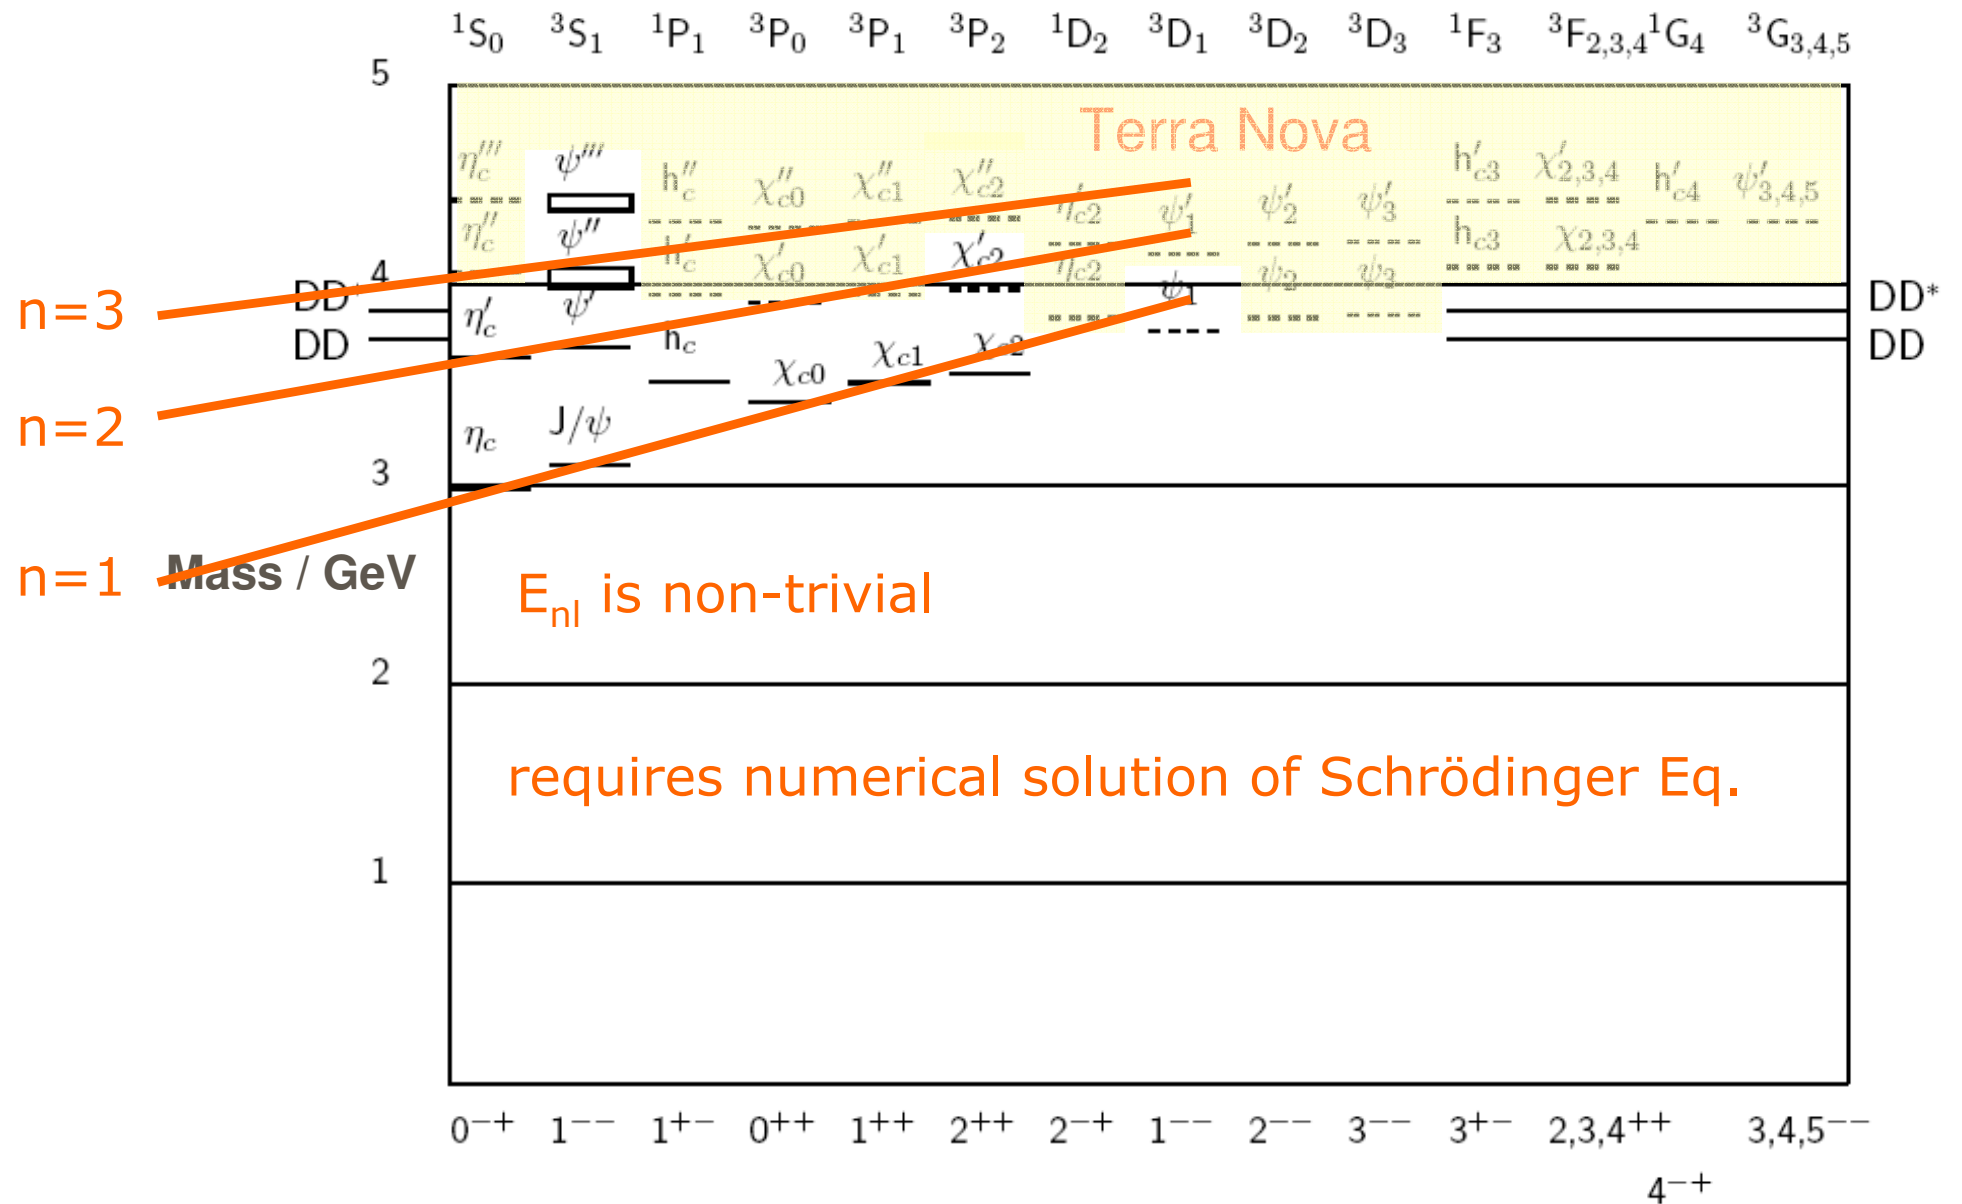 ¹S₀ ³S₁ ¹P₁ ³P₀ ³P₁ ³P₂ ¹D₂ ³D₁ ³D₂ ³D₃ ¹F₃ ³F₂,₃,₄ ¹G₄ ³G₃,₄,₅
5
Terra Nova
η‴c ψ‴ h″c χ″c0 χ″c1 χ″c2 η′c2 ψ′1 ψ′2 ψ′3 h′c3 χ′2,3,4 h′c4 ψ′3,4,5
η″c ψ″ h′c χ′c0 χ′c1 χ′c2 ηc2 ψ1 ψ2 hc3 χ2,3,4
4
DD* DD*
n=3 η′c ψ′ hc
DD χc0 χc1 χc2 DD
n=2 ηc J/ψ
3
n=1 Mass / GeV
Eₙₗ is non-trivial
2
requires numerical solution of Schrödinger Eq.
1
0⁻⁺ 1⁻⁻ 1⁺⁻ 0⁺⁺ 1⁺⁺ 2⁺⁺ 2⁻⁺ 1⁻⁻ 2⁻⁻ 3⁻⁻ 3⁺⁻ 2,3,4⁺⁺ 3,4,5⁻⁻
4⁻⁺